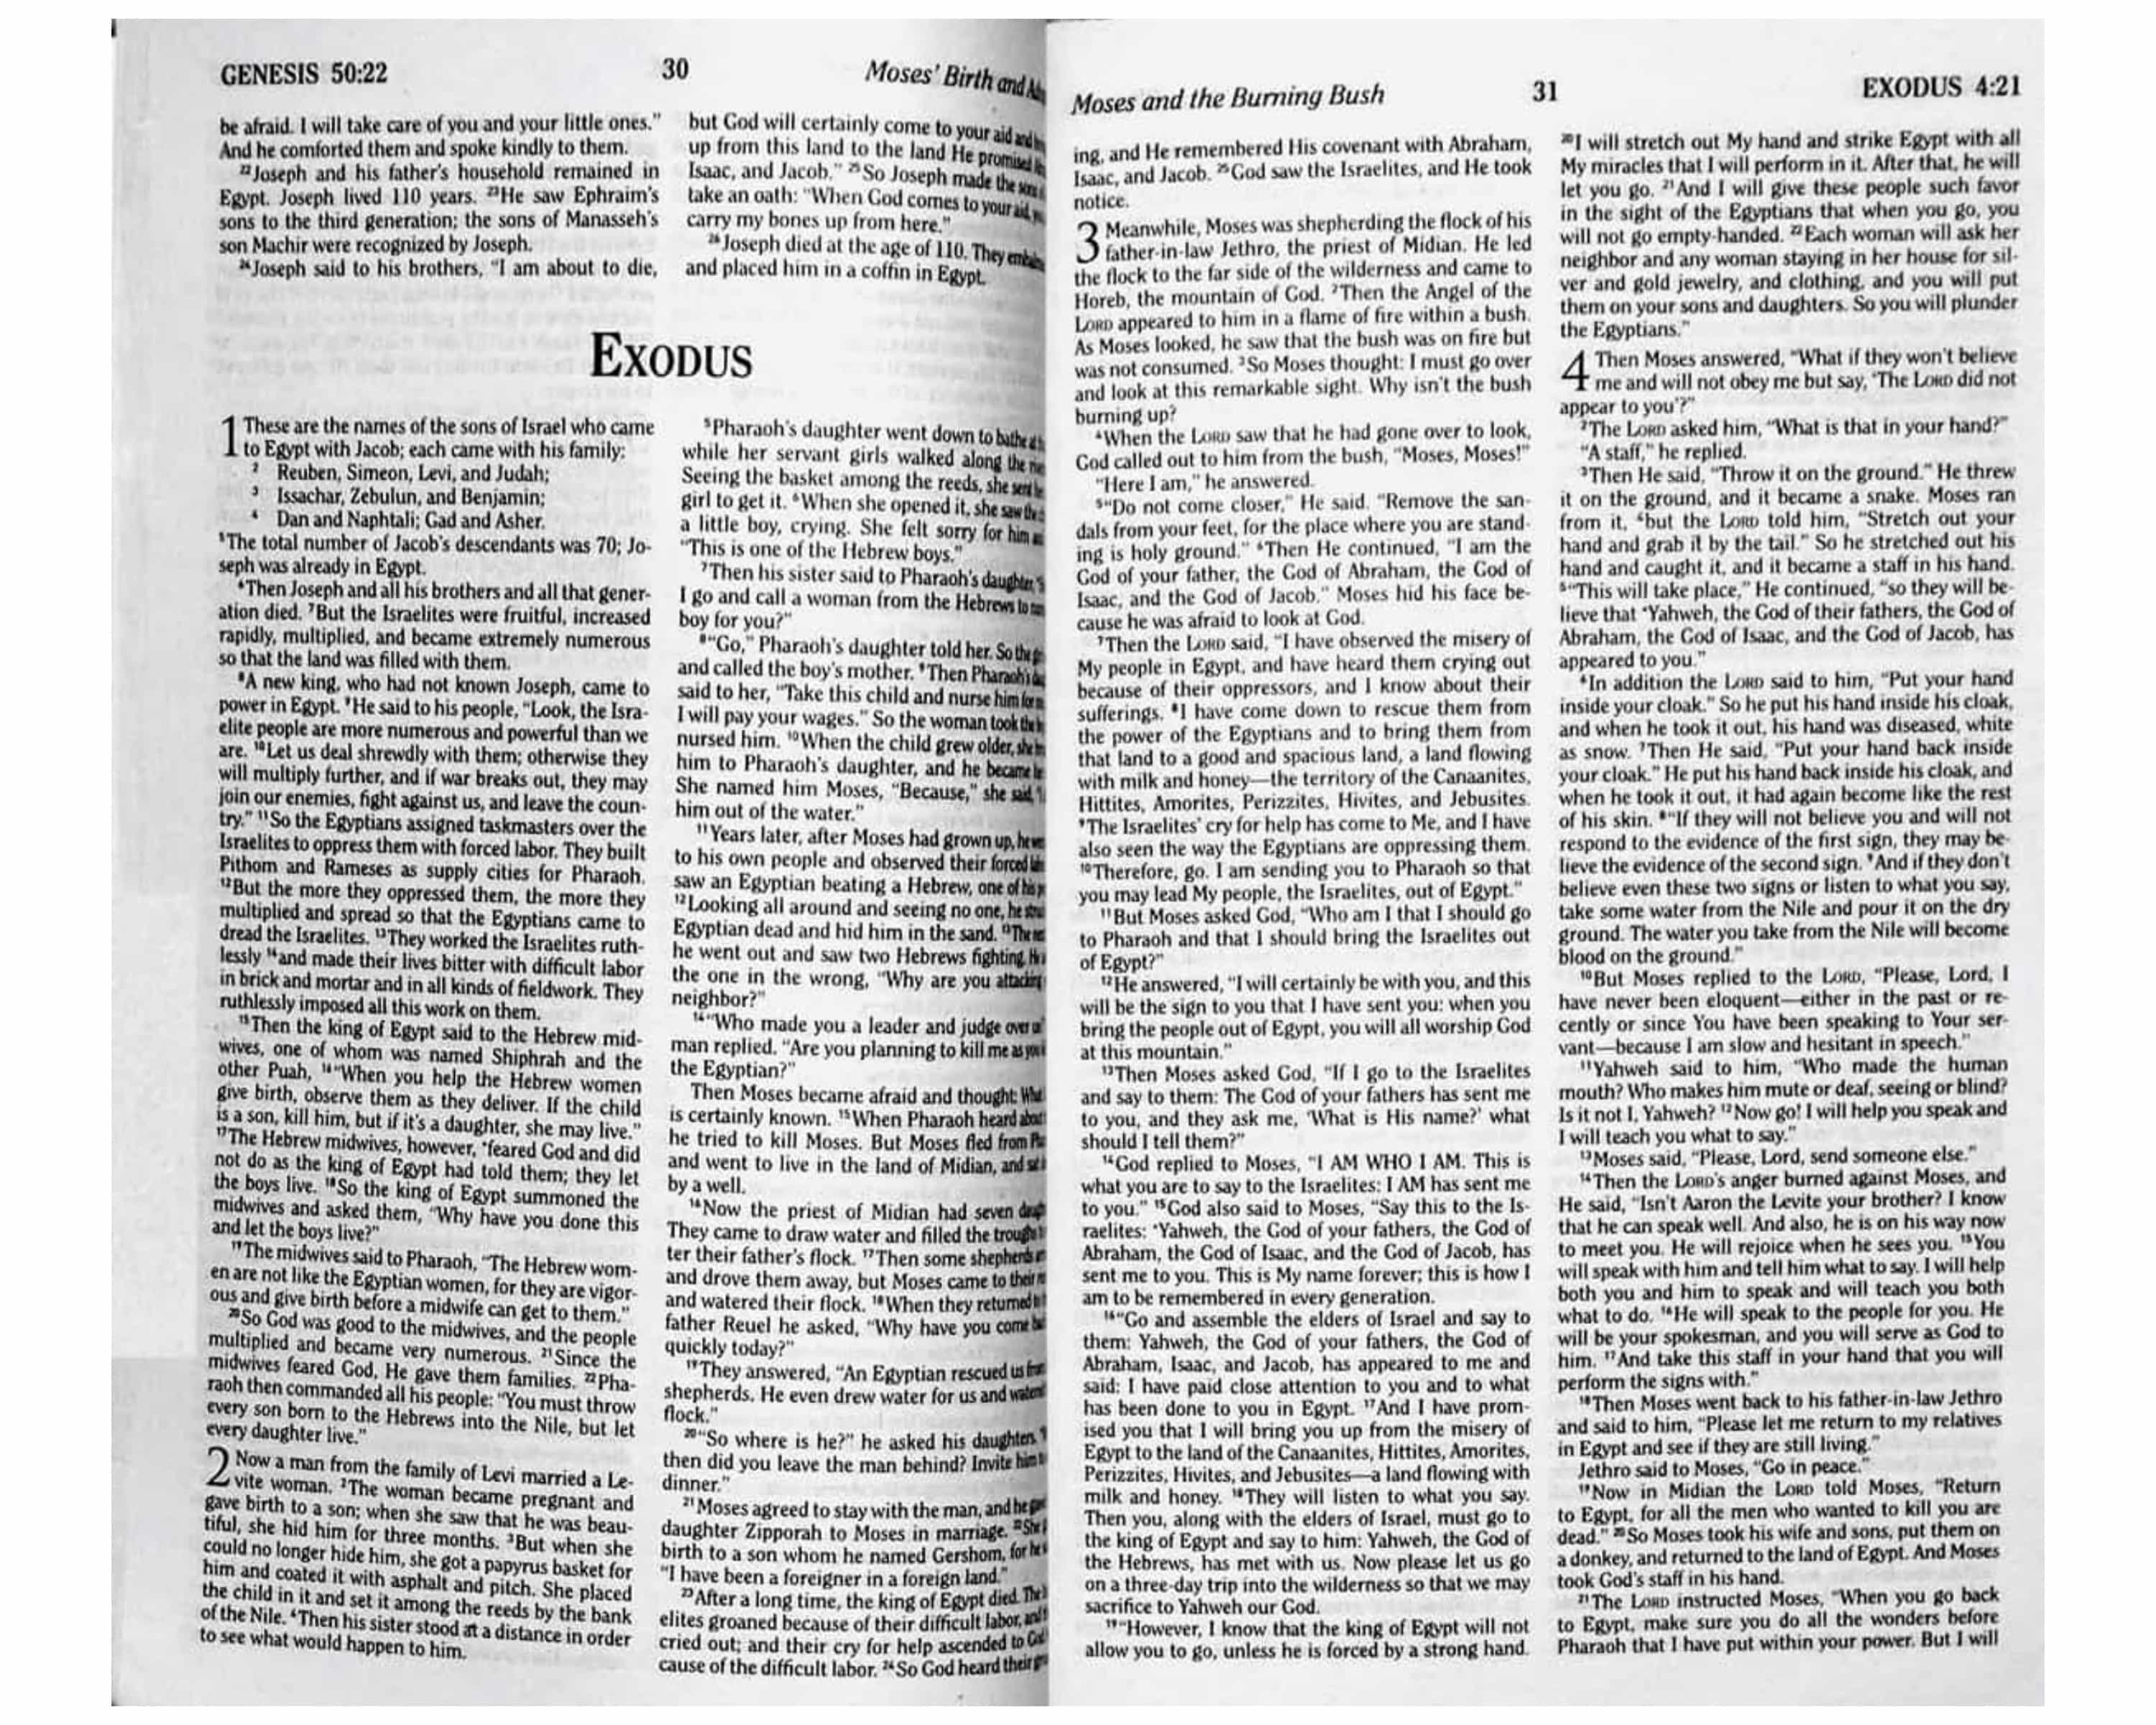 GENESIS 50:22
30
Moses' Birth and
be afraid. I will take care of you and your little ones."
And he comforted them and spoke kindly to them.
22Joseph and his father's household remained in
Egypt. Joseph lived 110 years. 23He saw Ephraim's
sons to the third generation; the sons of Manasseh's
son Machir were recognized by Joseph.
24Joseph said to his brothers, "I am about to die,
but God will certainly come to your aid and
up from this land to the land He promised
Isaac, and Jacob." 25So Joseph made the sons
take an oath: "When God comes to your aid,
carry my bones up from here."
26Joseph died at the age of 110. They
and placed him in a coffin in Egypt.
EXODUS
1 These are the names of the sons of Israel who came
to Egypt with Jacob; each came with his family:
2 Reuben, Simeon, Levi, and Judah;
3 Issachar, Zebulun, and Benjamin;
4 Dan and Naphtali; Gad and Asher.
5The total number of Jacob's descendants was 70; Jo-
seph was already in Egypt.
6Then Joseph and all his brothers and all that gener-
ation died. 7But the Israelites were fruitful, increased
rapidly, multiplied, and became extremely numerous
so that the land was filled with them.
8A new king, who had not known Joseph, came to
power in Egypt. 9He said to his people, "Look, the Isra-
elite people are more numerous and powerful than we
are. 10Let us deal shrewdly with them; otherwise they
will multiply further, and if war breaks out, they may
join our enemies, fight against us, and leave the coun-
try." 11So the Egyptians assigned taskmasters over the
Israelites to oppress them with forced labor. They built
Pithom and Rameses as supply cities for Pharaoh.
12But the more they oppressed them, the more they
multiplied and spread so that the Egyptians came to
dread the Israelites. 13They worked the Israelites ruth-
lessly 14and made their lives bitter with difficult labor
in brick and mortar and in all kinds of fieldwork. They
ruthlessly imposed all this work on them.
15Then the king of Egypt said to the Hebrew mid-
wives, one of whom was named Shiphrah and the
other Puah, 16"When you help the Hebrew women
give birth, observe them as they deliver. If the child
is a son, kill him, but if it's a daughter, she may live."
17The Hebrew midwives, however, *feared God and did
not do as the king of Egypt had told them; they let
the boys live. 18So the king of Egypt summoned the
midwives and asked them, "Why have you done this
and let the boys live?"
19The midwives said to Pharaoh, "The Hebrew wom-
en are not like the Egyptian women, for they are vigor-
ous and give birth before a midwife can get to them."
20So God was good to the midwives, and the people
multiplied and became very numerous. 21Since the
midwives feared God, He gave them families. 22Pha-
raoh then commanded all his people: "You must throw
every son born to the Hebrews into the Nile, but let
every daughter live."
2 Now a man from the family of Levi married a Le-
vite woman. 2The woman became pregnant and
gave birth to a son; when she saw that he was beau-
tiful, she hid him for three months. 3But when she
could no longer hide him, she got a papyrus basket for
him and coated it with asphalt and pitch. She placed
the child in it and set it among the reeds by the bank
of the Nile. 4Then his sister stood at a distance in order
to see what would happen to him.
5Pharaoh's daughter went down to bathe
while her servant girls walked along the
Seeing the basket among the reeds, she sent
girl to get it. 6When she opened it, she saw the
a little boy, crying. She felt sorry for him
"This is one of the Hebrew boys."
7Then his sister said to Pharaoh's daughter,
I go and call a woman from the Hebrews to
boy for you?"
8"Go," Pharaoh's daughter told her. So the
and called the boy's mother. 9Then Pharaoh's
said to her, "Take this child and nurse him for
I will pay your wages." So the woman took the
nursed him. 10When the child grew older, she
him to Pharaoh's daughter, and he became
She named him Moses, "Because," she said,
him out of the water."
11Years later, after Moses had grown up, he
to his own people and observed their forced
saw an Egyptian beating a Hebrew, one of his
12Looking all around and seeing no one, he
Egyptian dead and hid him in the sand. 13The
he went out and saw two Hebrews fighting.
the one in the wrong, "Why are you attacking
neighbor?"
14"Who made you a leader and judge over
man replied. "Are you planning to kill me as
the Egyptian?"
Then Moses became afraid and thought:
is certainly known. 15When Pharaoh heard about
he tried to kill Moses. But Moses fled from
and went to live in the land of Midian, and
by a well.
16Now the priest of Midian had seven
They came to draw water and filled the
ter their father's flock. 17Then some shepherds
and drove them away, but Moses came to their
and watered their flock. 18When they returned
father Reuel he asked, "Why have you come
quickly today?"
19They answered, "An Egyptian rescued us from
shepherds. He even drew water for us and
flock."
20"So where is he?" he asked his daughters.
then did you leave the man behind? Invite him
dinner."
21Moses agreed to stay with the man, and he
daughter Zipporah to Moses in marriage. 22She
birth to a son whom he named Gershom, for he
"I have been a foreigner in a foreign land."
23After a long time, the king of Egypt died. The
elites groaned because of their difficult labor,
cried out; and their cry for help ascended to
cause of the difficult labor. 24So God heard their
Moses and the Burning Bush
31
EXODUS 4:21
ing, and He remembered His covenant with Abraham,
Isaac, and Jacob. 25God saw the Israelites, and He took
notice.
3 Meanwhile, Moses was shepherding the flock of his
father-in-law Jethro, the priest of Midian. He led
the flock to the far side of the wilderness and came to
Horeb, the mountain of God. 2Then the Angel of the
LORD appeared to him in a flame of fire within a bush.
As Moses looked, he saw that the bush was on fire but
was not consumed. 3So Moses thought: I must go over
and look at this remarkable sight. Why isn't the bush
burning up?
4When the LORD saw that he had gone over to look,
God called out to him from the bush, "Moses, Moses!"
"Here I am," he answered.
5"Do not come closer," He said. "Remove the san-
dals from your feet, for the place where you are stand-
ing is holy ground." 6Then He continued, "I am the
God of your father, the God of Abraham, the God of
Isaac, and the God of Jacob." Moses hid his face be-
cause he was afraid to look at God.
7Then the LORD said, "I have observed the misery of
My people in Egypt, and have heard them crying out
because of their oppressors, and I know about their
sufferings. 8I have come down to rescue them from
the power of the Egyptians and to bring them from
that land to a good and spacious land, a land flowing
with milk and honey—the territory of the Canaanites,
Hittites, Amorites, Perizzites, Hivites, and Jebusites.
9The Israelites' cry for help has come to Me, and I have
also seen the way the Egyptians are oppressing them.
10Therefore, go. I am sending you to Pharaoh so that
you may lead My people, the Israelites, out of Egypt."
11But Moses asked God, "Who am I that I should go
to Pharaoh and that I should bring the Israelites out
of Egypt?"
12He answered, "I will certainly be with you, and this
will be the sign to you that I have sent you: when you
bring the people out of Egypt, you will all worship God
at this mountain."
13Then Moses asked God, "If I go to the Israelites
and say to them: The God of your fathers has sent me
to you, and they ask me, 'What is His name?' what
should I tell them?"
14God replied to Moses, "I AM WHO I AM. This is
what you are to say to the Israelites: I AM has sent me
to you." 15God also said to Moses, "Say this to the Is-
raelites: *Yahweh, the God of your fathers, the God of
Abraham, the God of Isaac, and the God of Jacob, has
sent me to you. This is My name forever; this is how I
am to be remembered in every generation.
16"Go and assemble the elders of Israel and say to
them: Yahweh, the God of your fathers, the God of
Abraham, Isaac, and Jacob, has appeared to me and
said: I have paid close attention to you and to what
has been done to you in Egypt. 17And I have prom-
ised you that I will bring you up from the misery of
Egypt to the land of the Canaanites, Hittites, Amorites,
Perizzites, Hivites, and Jebusites—a land flowing with
milk and honey. 18They will listen to what you say.
Then you, along with the elders of Israel, must go to
the king of Egypt and say to him: Yahweh, the God of
the Hebrews, has met with us. Now please let us go
on a three-day trip into the wilderness so that we may
sacrifice to Yahweh our God.
19"However, I know that the king of Egypt will not
allow you to go, unless he is forced by a strong hand.
20I will stretch out My hand and strike Egypt with all
My miracles that I will perform in it. After that, he will
let you go. 21And I will give these people such favor
in the sight of the Egyptians that when you go, you
will not go empty-handed. 22Each woman will ask her
neighbor and any woman staying in her house for sil-
ver and gold jewelry, and clothing, and you will put
them on your sons and daughters. So you will plunder
the Egyptians."
4 Then Moses answered, "What if they won't believe
me and will not obey me but say, 'The LORD did not
appear to you'?"
2The LORD asked him, "What is that in your hand?"
"A staff," he replied.
3Then He said, "Throw it on the ground." He threw
it on the ground, and it became a snake. Moses ran
from it, 4but the LORD told him, "Stretch out your
hand and grab it by the tail." So he stretched out his
hand and caught it, and it became a staff in his hand.
5"This will take place," He continued, "so they will be-
lieve that *Yahweh, the God of their fathers, the God of
Abraham, the God of Isaac, and the God of Jacob, has
appeared to you."
6In addition the LORD said to him, "Put your hand
inside your cloak." So he put his hand inside his cloak,
and when he took it out, his hand was diseased, white
as snow. 7Then He said, "Put your hand back inside
your cloak." He put his hand back inside his cloak, and
when he took it out, it had again become like the rest
of his skin. 8"If they will not believe you and will not
respond to the evidence of the first sign, they may be-
lieve the evidence of the second sign. 9And if they don't
believe even these two signs or listen to what you say,
take some water from the Nile and pour it on the dry
ground. The water you take from the Nile will become
blood on the ground."
10But Moses replied to the LORD, "Please, Lord, I
have never been eloquent—either in the past or re-
cently or since You have been speaking to Your ser-
vant—because I am slow and hesitant in speech."
11Yahweh said to him, "Who made the human
mouth? Who makes him mute or deaf, seeing or blind?
Is it not I, Yahweh? 12Now go! I will help you speak and
I will teach you what to say."
13Moses said, "Please, Lord, send someone else."
14Then the LORD's anger burned against Moses, and
He said, "Isn't Aaron the Levite your brother? I know
that he can speak well. And also, he is on his way now
to meet you. He will rejoice when he sees you. 15You
will speak with him and tell him what to say. I will help
both you and him to speak and will teach you both
what to do. 16He will speak to the people for you. He
will be your spokesman, and you will serve as God to
him. 17And take this staff in your hand that you will
perform the signs with."
18Then Moses went back to his father-in-law Jethro
and said to him, "Please let me return to my relatives
in Egypt and see if they are still living."
Jethro said to Moses, "Go in peace."
19Now in Midian the LORD told Moses, "Return
to Egypt, for all the men who wanted to kill you are
dead." 20So Moses took his wife and sons, put them on
a donkey, and returned to the land of Egypt. And Moses
took God's staff in his hand.
21The LORD instructed Moses, "When you go back
to Egypt, make sure you do all the wonders before
Pharaoh that I have put within your power. But I will